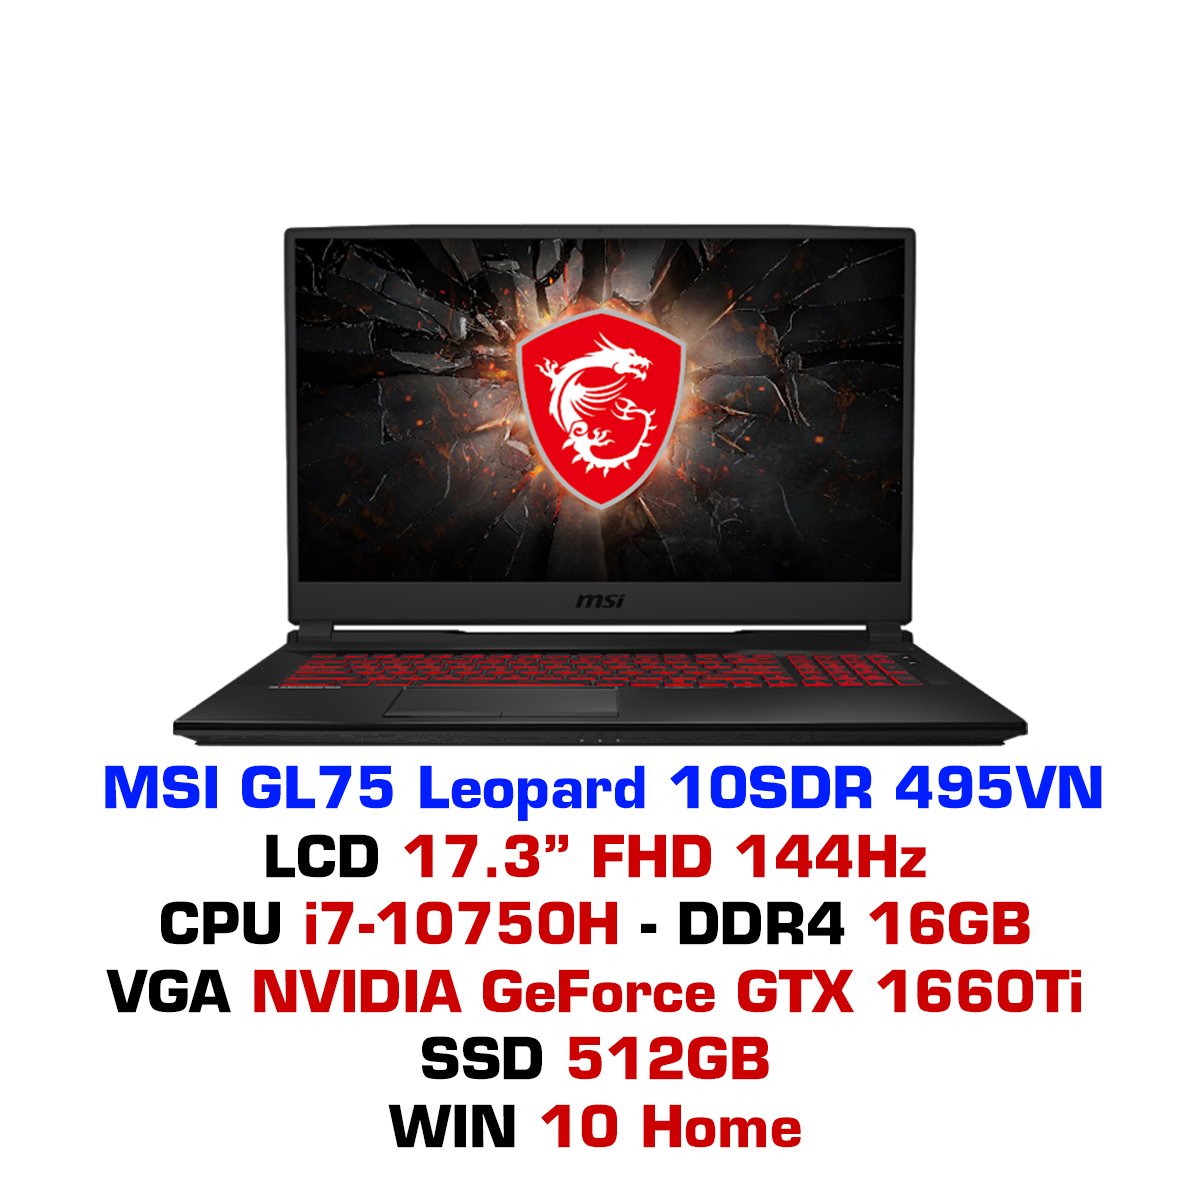 msi
MSI GL75 Leopard 10SDR 495VN
LCD 17.3” FHD 144Hz
CPU i7-10750H - DDR4 16GB
VGA NVIDIA GeForce GTX 1660Ti
SSD 512GB
WIN 10 Home